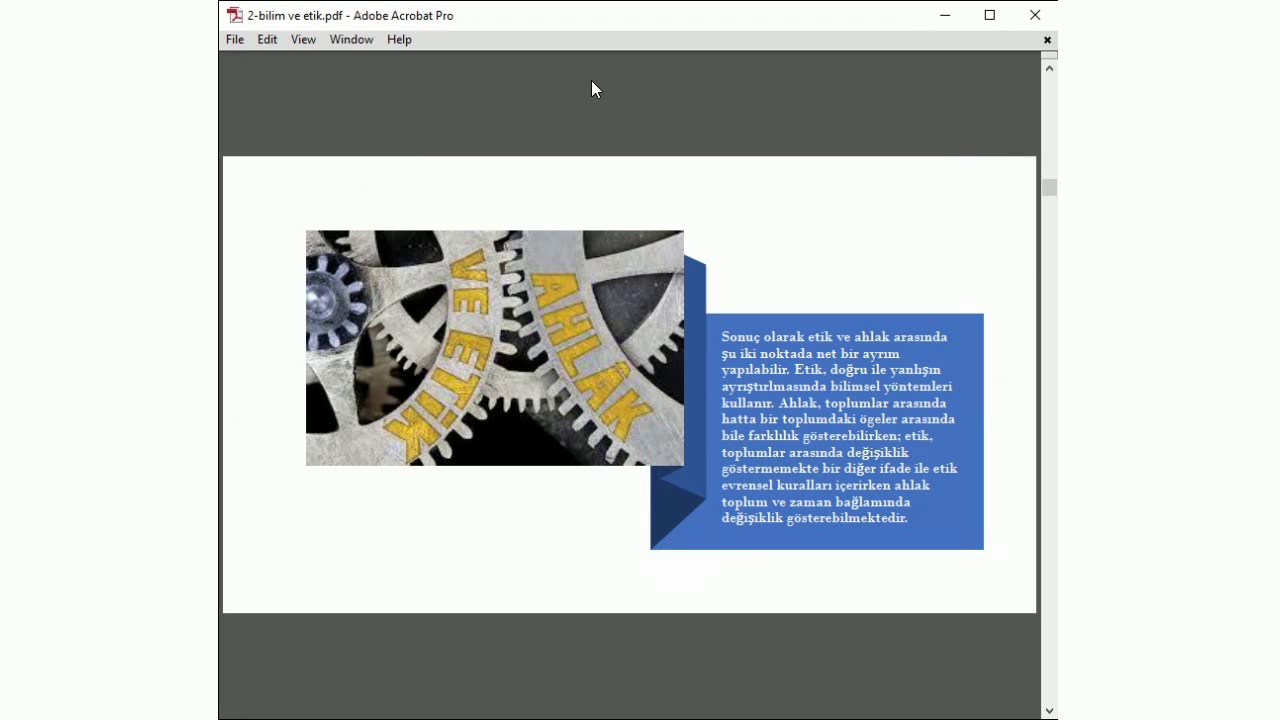 2-bilim ve etik.pdf - Adobe Acrobat Pro
File Edit View Window Help
VE ETİK
AHLÂK
Sonuç olarak etik ve ahlak arasında
şu iki noktada net bir ayrım
yapılabilir. Etik, doğru ile yanlışın
ayrıştırlmasında bilimsel yöntemleri
kullanır. Ahlak, toplumlar arasında
hatta bir toplumdaki ögeler arasında
bile farklılık gösterebilirken; etik,
toplumlar arasında değişiklik
göstermemekte bir diğer ifade ile etik
evrensel kuralları içerirken ahlak
toplum ve zaman bağlamında
değişiklik gösterebilmektedir.